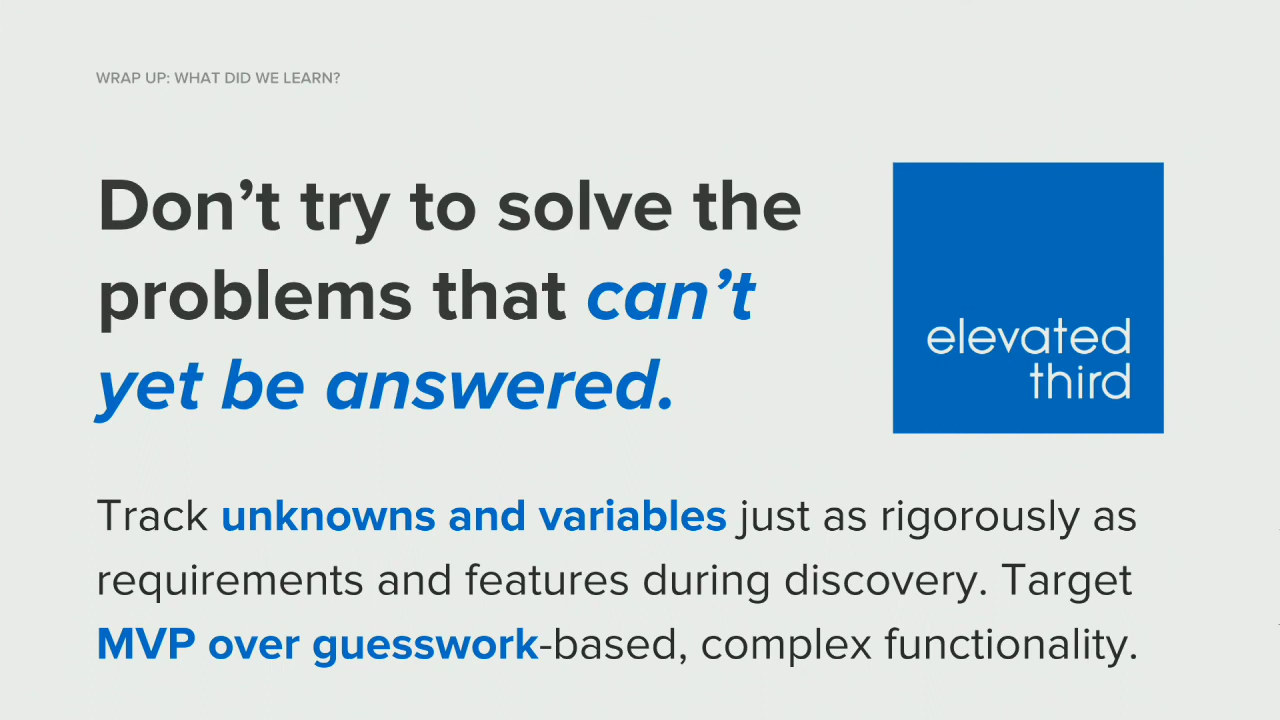 WRAP UP: WHAT DID WE LEARN?
Don’t try to solve the
problems that can’t
yet be answered.
elevated
third
Track unknowns and variables just as rigorously as
requirements and features during discovery. Target
MVP over guesswork-based, complex functionality.